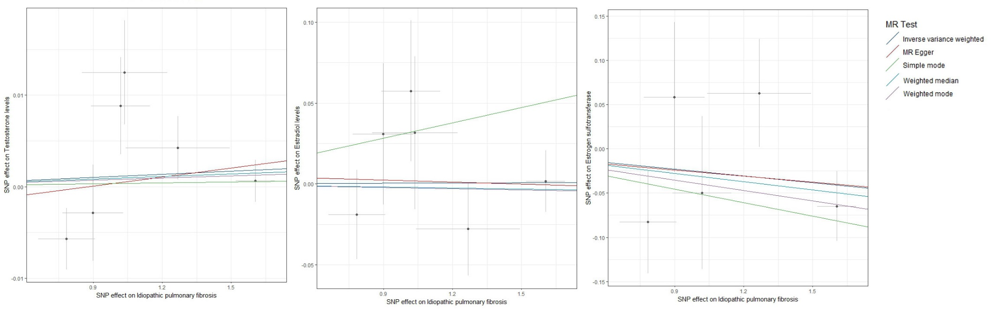 SNP effect on Testosterone levels
0.01
0.00
-0.01
0.9 1.2 1.5
SNP effect on Idiopathic pulmonary fibrosis
SNP effect on Estradiol levels
0.10
0.05
0.00
-0.05
0.9 1.2 1.5
SNP effect on Idiopathic pulmonary fibrosis
SNP effect on Estrogen sulfotransferase
0.15
0.10
0.05
0.00
-0.05
-0.10
-0.15
0.9 1.2 1.5
SNP effect on Idiopathic pulmonary fibrosis
MR Test
Inverse variance weighted
MR Egger
Simple mode
Weighted median
Weighted mode